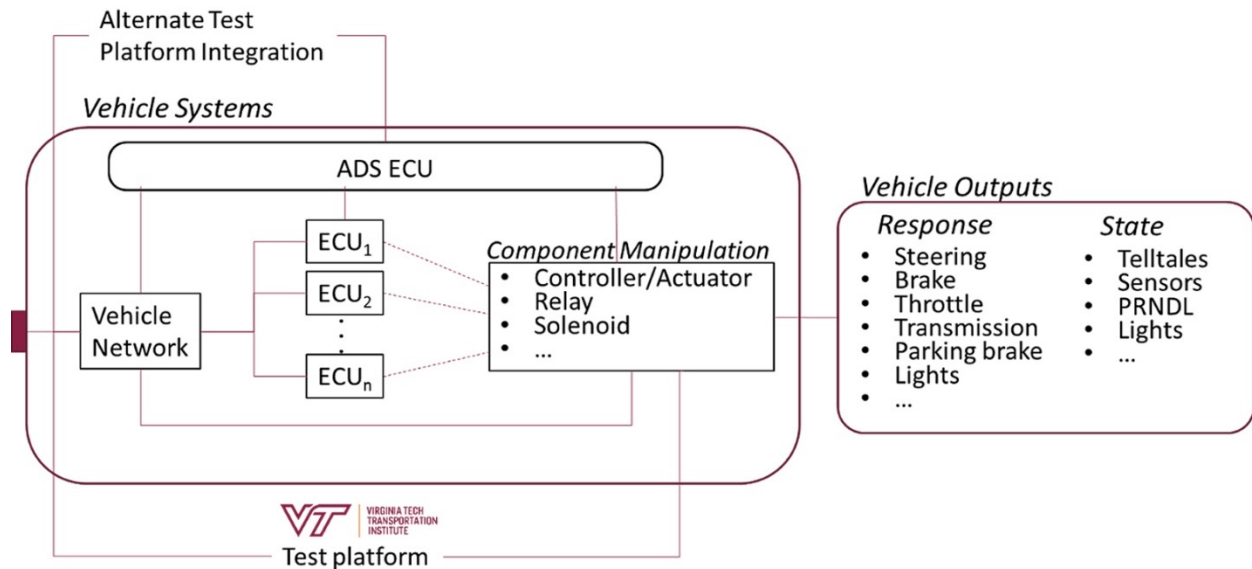 Alternate Test
Platform Integration
Vehicle Systems
ADS ECU
ECU₁
ECU₂
ECUₙ
Vehicle
Network
Component Manipulation
• Controller/Actuator
• Relay
• Solenoid
• ...
Vehicle Outputs
Response
• Steering
• Brake
• Throttle
• Transmission
• Parking brake
• Lights
• ...
State
• Telltales
• Sensors
• PRNDL
• Lights
• ...
VT
VIRGINIA TECH
TRANSPORTATION
INSTITUTE
Test platform